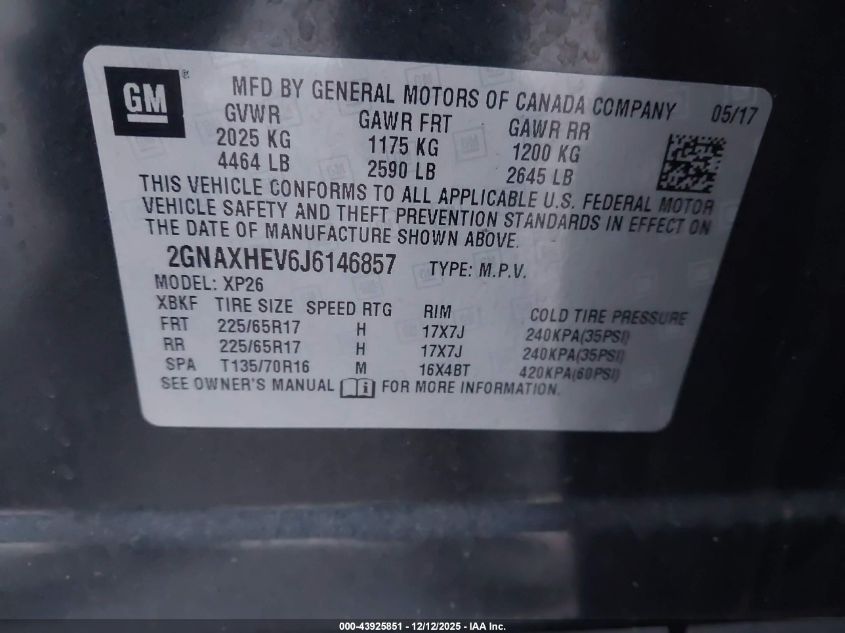 GM ®
MFD BY GENERAL MOTORS OF CANADA COMPANY 05/17
GVWR GAWR FRT GAWR RR
2025 KG 1175 KG 1200 KG
4464 LB 2590 LB 2645 LB
THIS VEHICLE CONFORMS TO ALL APPLICABLE U.S. FEDERAL MOTOR
VEHICLE SAFETY AND THEFT PREVENTION STANDARDS IN EFFECT ON
THE DATE OF MANUFACTURE SHOWN ABOVE.
2GNAXHEV6J6146857 TYPE: M.P.V.
MODEL: XP26
XBKF TIRE SIZE SPEED RTG RIM COLD TIRE PRESSURE
FRT 225/65R17 H 17X7J 240KPA(35PSI)
RR 225/65R17 H 17X7J 240KPA(35PSI)
SPA T135/70R16 M 16X4BT 420KPA(60PSI)
SEE OWNER'S MANUAL FOR MORE INFORMATION.
000-43925851 - 12/12/2025 - IAA Inc.